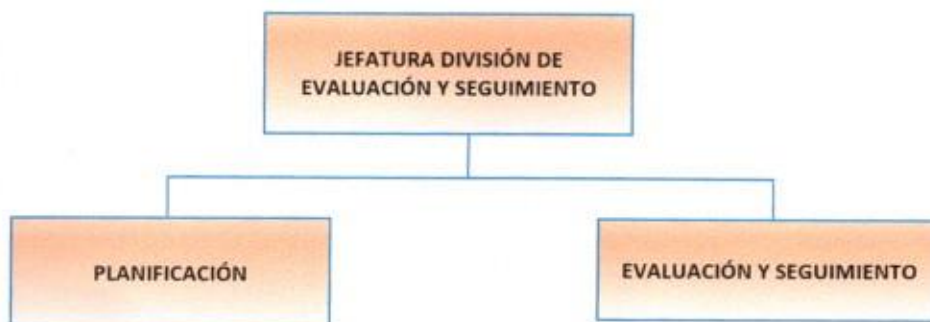 JEFATURA DIVISIÓN DE
EVALUACIÓN Y SEGUIMIENTO
PLANIFICACIÓN
EVALUACIÓN Y SEGUIMIENTO